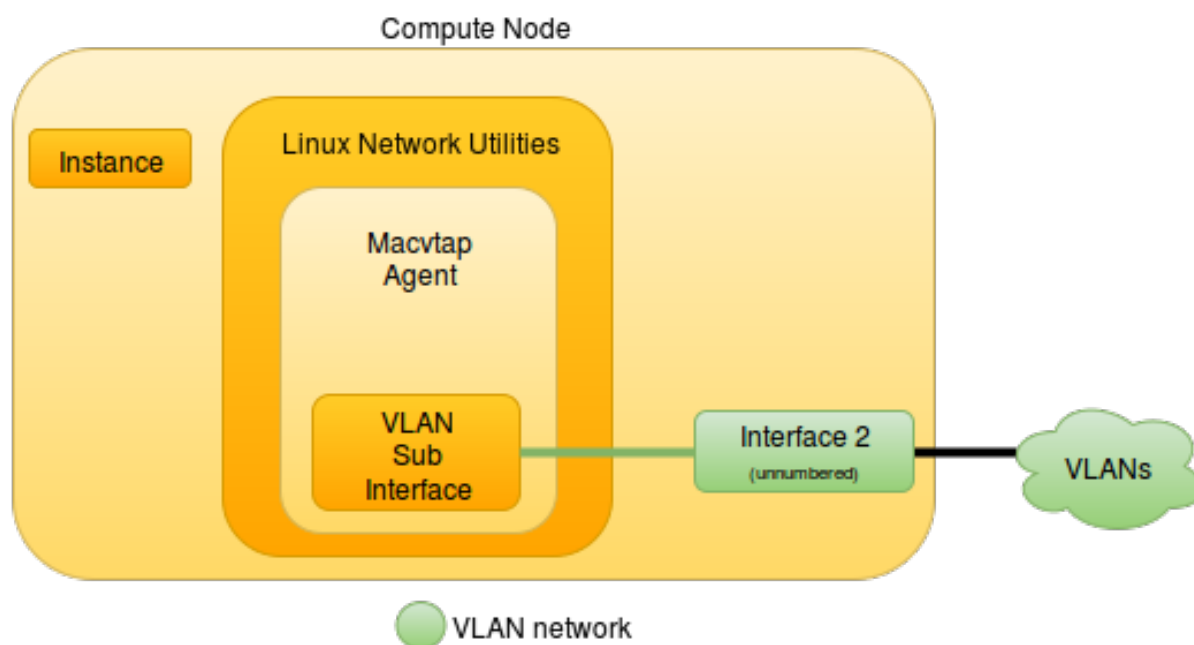 Compute Node
Instance
Linux Network Utilities
Macvtap
Agent
VLAN
Sub
Interface
Interface 2
(unnumbered)
VLANs
VLAN network